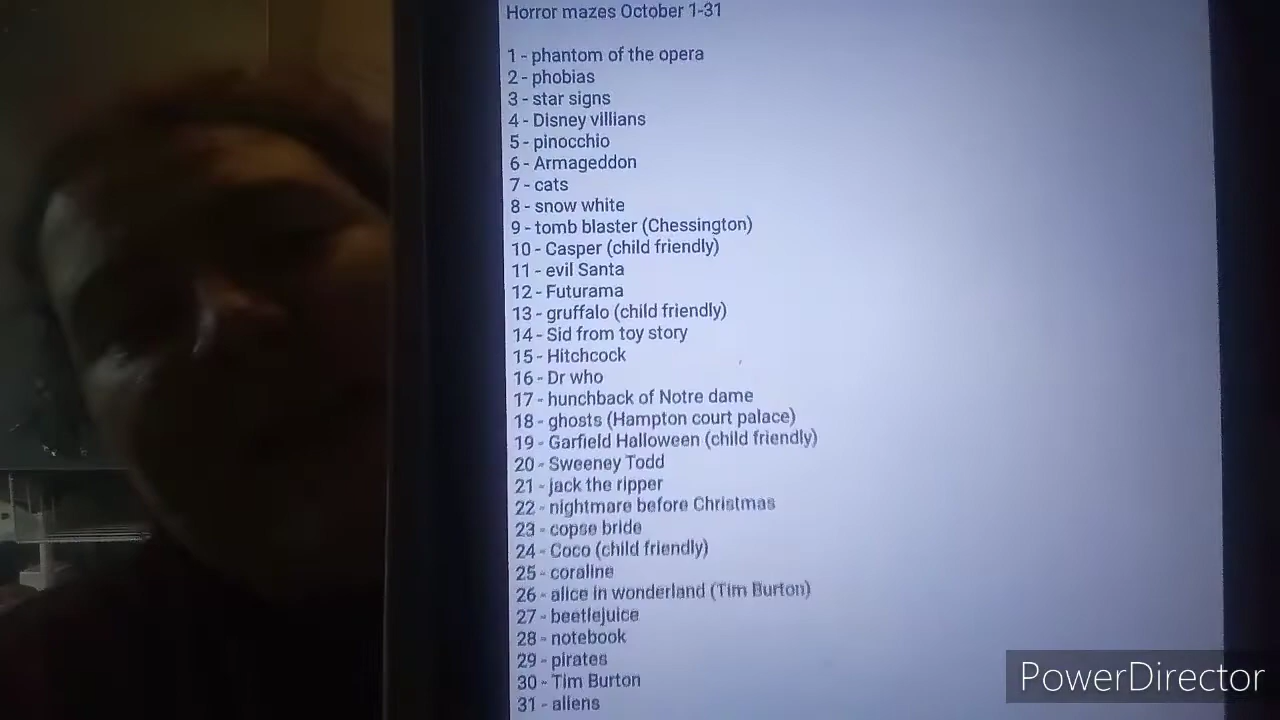 Horror mazes October 1-31
1 - phantom of the opera
2 - phobias
3 - star signs
4 - Disney villians
5 - pinocchio
6 - Armageddon
7 - cats
8 - snow white
9 - tomb blaster (Chessington)
10 - Casper (child friendly)
11 - evil Santa
12 - Futurama
13 - gruffalo (child friendly)
14 - Sid from toy story
15 - Hitchcock
16 - Dr who
17 - hunchback of Notre dame
18 - ghosts (Hampton court palace)
19 - Garfield Halloween (child friendly)
20 - Sweeney Todd
21 - jack the ripper
22 - nightmare before Christmas
23 - copse bride
24 - Coco (child friendly)
25 - coraline
26 - alice in wonderland (Tim Burton)
27 - beetlejuice
28 - notebook
29 - pirates
30 - Tim Burton
31 - aliens
PowerDirector